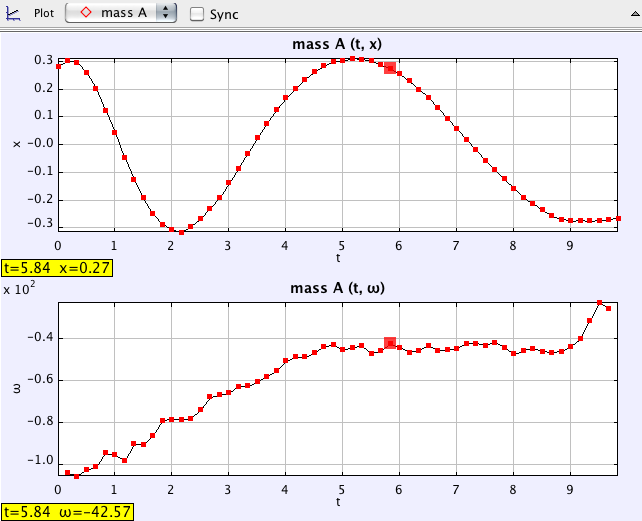 Plot mass A Sync
mass A (t, x)
0.3
0.2
0.1
-0.0
-0.1
-0.2
-0.3
x
0 1 2 3 4 5 6 7 8 9
t
t=5.84 x=0.27
x 10²
mass A (t, ω)
-0.4
-0.6
-0.8
-1.0
ω
0 1 2 3 4 5 6 7 8 9
t
t=5.84 ω=-42.57